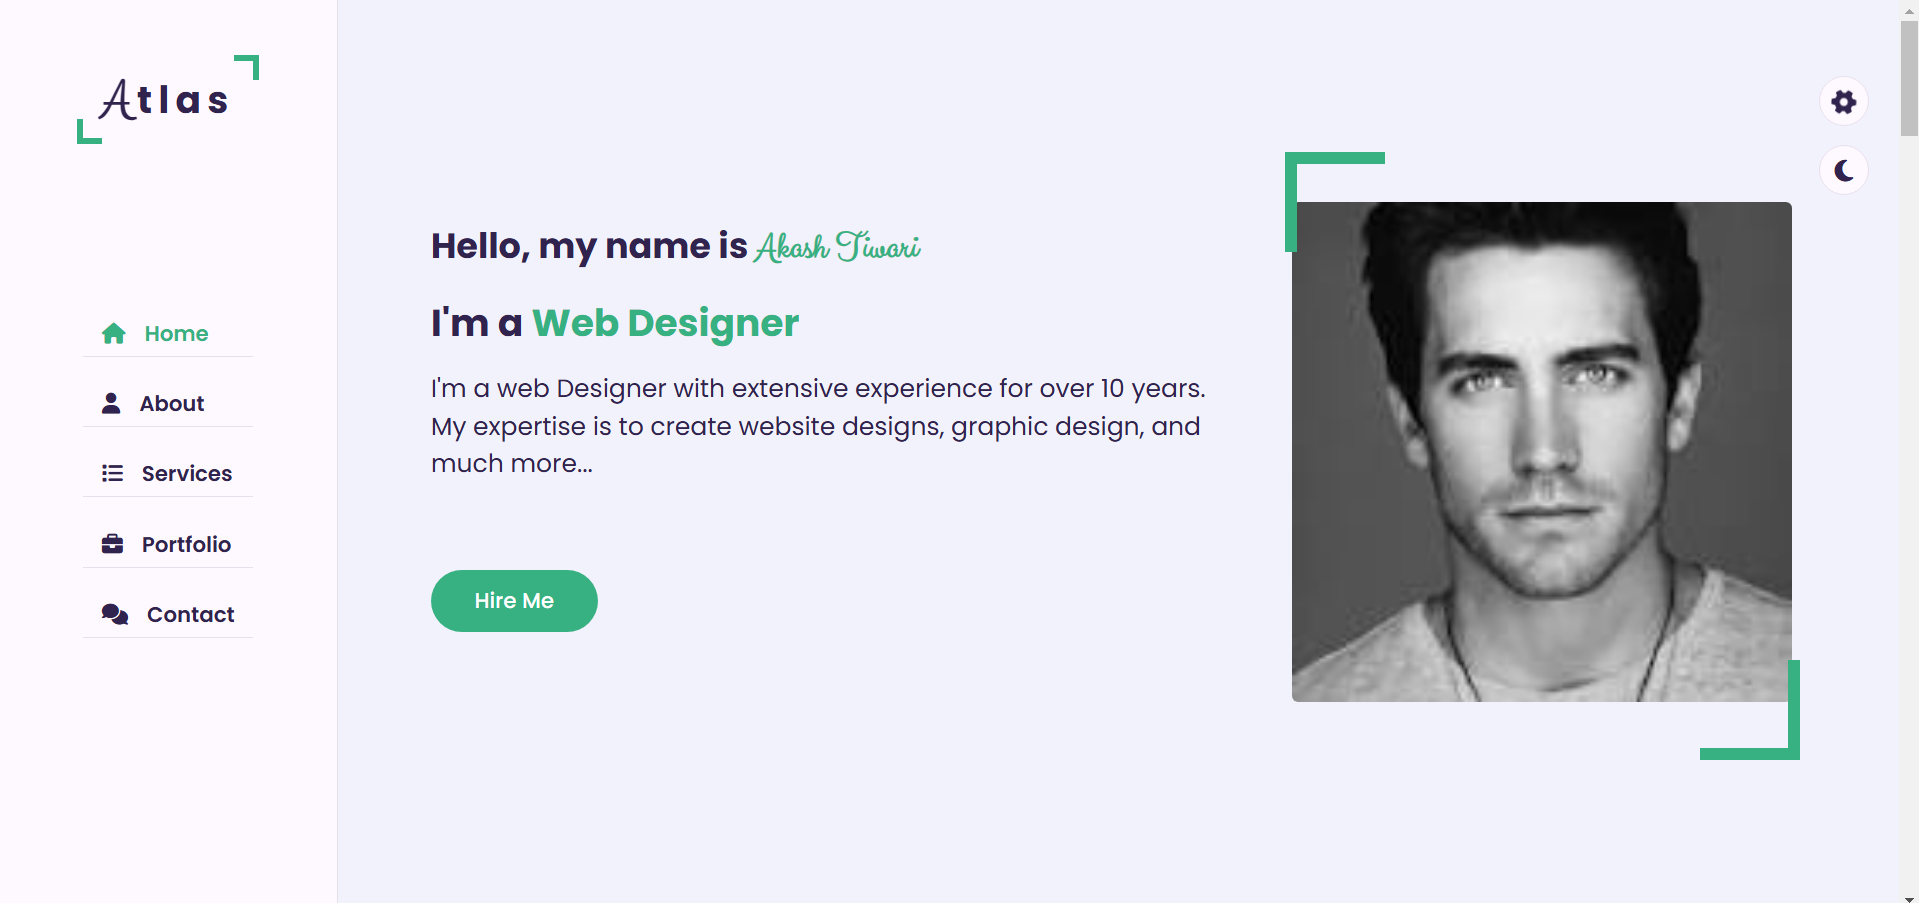 Atlas
Home
About
Services
Portfolio
Contact
Hello, my name is Akash Tiwari
I'm a Web Designer
I'm a web Designer with extensive experience for over 10 years.
My expertise is to create website designs, graphic design, and
much more...
Hire Me